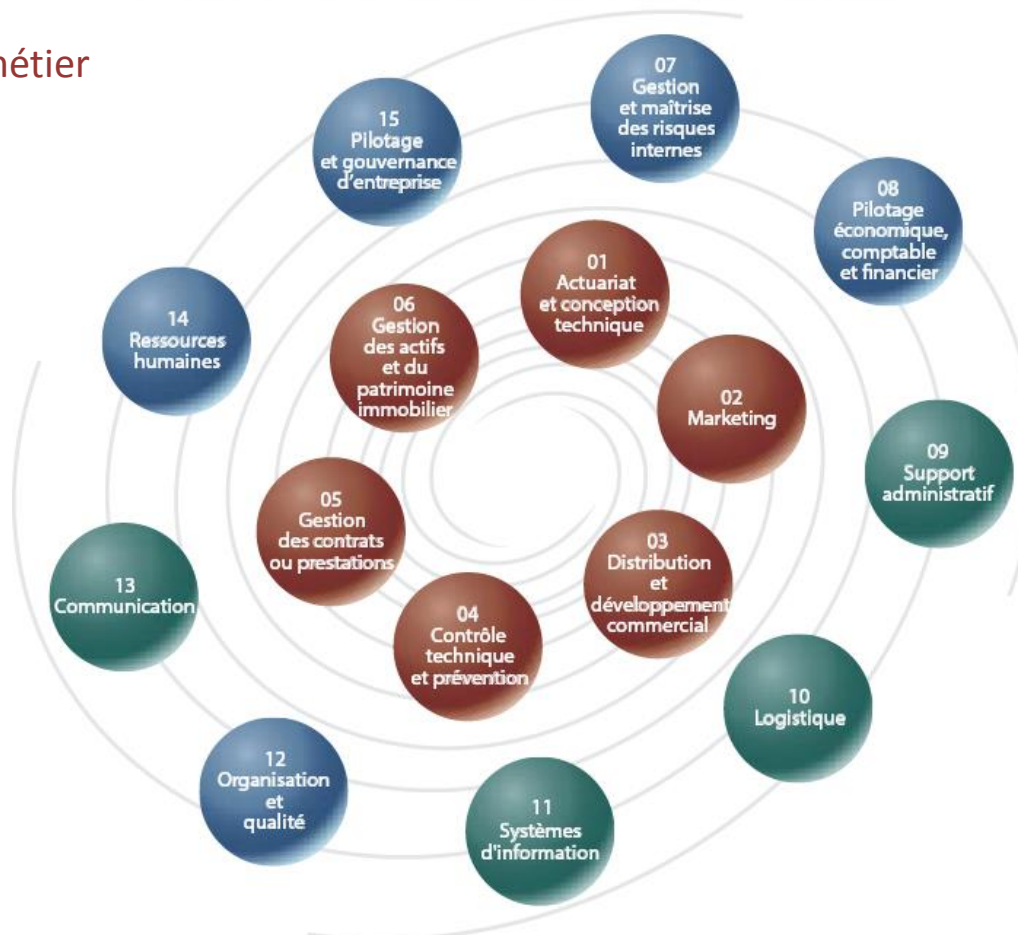 nétier
15
Pilotage
et gouvernance
d'entreprise
07
Gestion
et maîtrise
des risques
internes
08
Pilotage
économique,
comptable
et financier
01
Actuariat
et conception
technique
06
Gestion
des actifs
et du
patrimoine
immobilier
14
Ressources
humaines
02
Marketing
09
Support
administratif
05
Gestion
des contrats
ou prestations
03
Distribution
et
développement
commercial
13
Communication
04
Contrôle
technique
et prévention
10
Logistique
12
Organisation
et
qualité
11
Systèmes
d'information